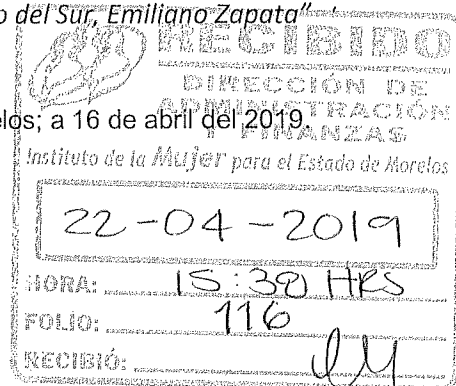 o del Sur, Emiliano Zapata"
RECIBIDO
DIRECCIÓN DE
ADMINISTRACIÓN
Y FINANZAS
elos; a 16 de abril del 2019
Instituto de la Mujer para el Estado de Morelos
22-04-2019
HORA: 15:30 HRS
FOLIO: 116
RECIBIÓ: